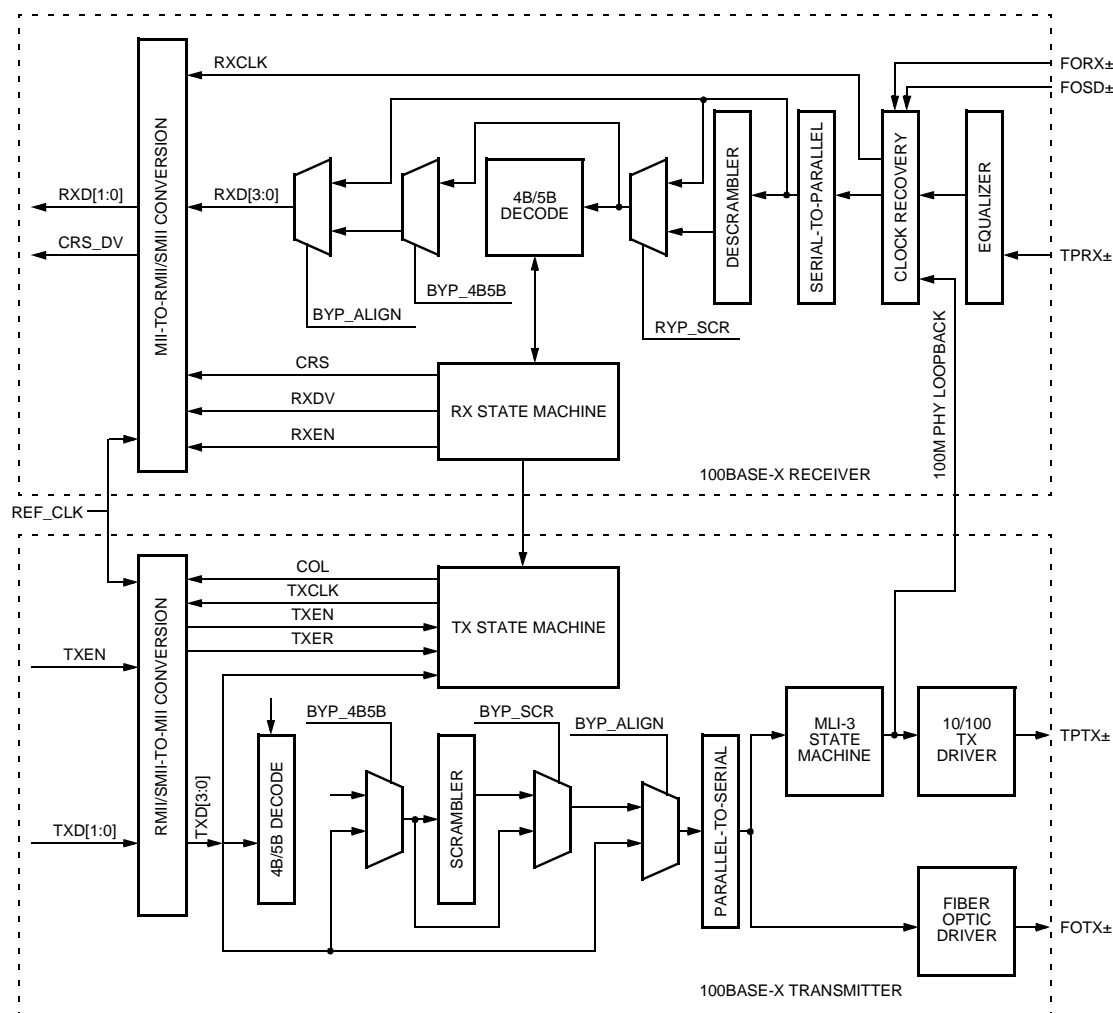 RXCLK
FORX±
FOSD±
MII-TO-RMII/SMII CONVERSION
RXD[1:0]
RXD[3:0]
4B/5B
DECODE
DESCRAMBLER
SERIAL-TO-PARALLEL
CLOCK RECOVERY
EQUALIZER
CRS_DV
TPRX±
BYP_4B5B
BYP_ALIGN
RYP_SCR
CRS
RXDV
RXEN
RX STATE MACHINE
100M PHY LOOPBACK
100BASE-X RECEIVER
REF_CLK
RMII/SMII-TO-MII CONVERSION
COL
TXCLK
TXEN
TXER
TX STATE MACHINE
TXEN
BYP_4B5B
BYP_SCR
BYP_ALIGN
MLI-3
STATE
MACHINE
10/100
TX
DRIVER
TPTX±
TXD[1:0]
TXD[3:0]
4B/5B DECODE
SCRAMBLER
PARALLEL-TO-SERIAL
FIBER
OPTIC
DRIVER
FOTX±
100BASE-X TRANSMITTER